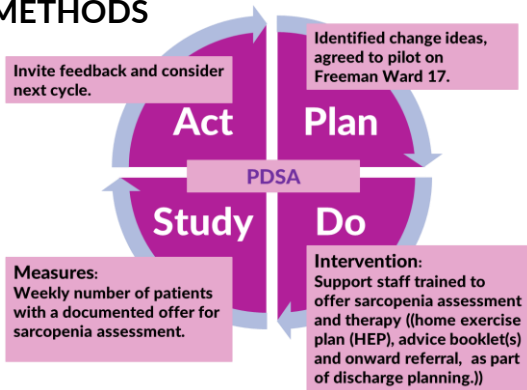 METHODS
Invite feedback and consider
next cycle.
Identified change ideas,
agreed to pilot on
Freeman Ward 17.
Act
Plan
PDSA
Study
Do
Measures:
Weekly number of patients
with a documented offer for
sarcopenia assessment.
Intervention:
Support staff trained to
offer sarcopenia assessment
and therapy ((home exercise
plan (HEP), advice booklet(s)
and onward referral,  as part
of discharge planning.))